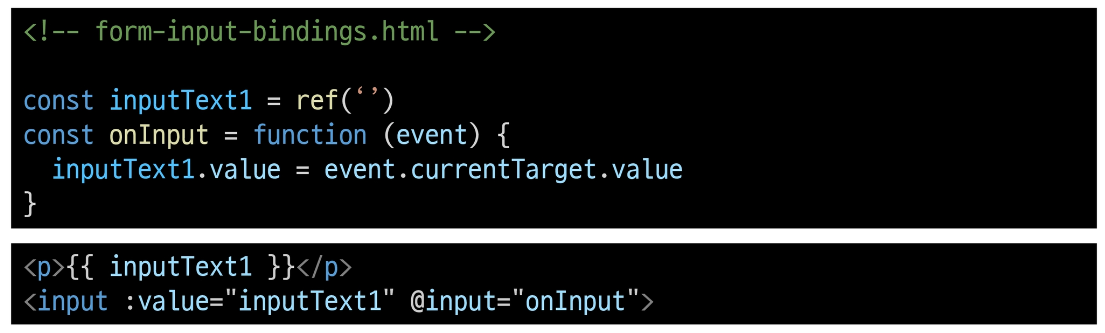 <!-- form-input-bindings.html -->
const inputText1 = ref(‘’)
const onInput = function (event) {
  inputText1.value = event.currentTarget.value
}
<p>{{ inputText1 }}</p>
<input :value="inputText1" @input="onInput">